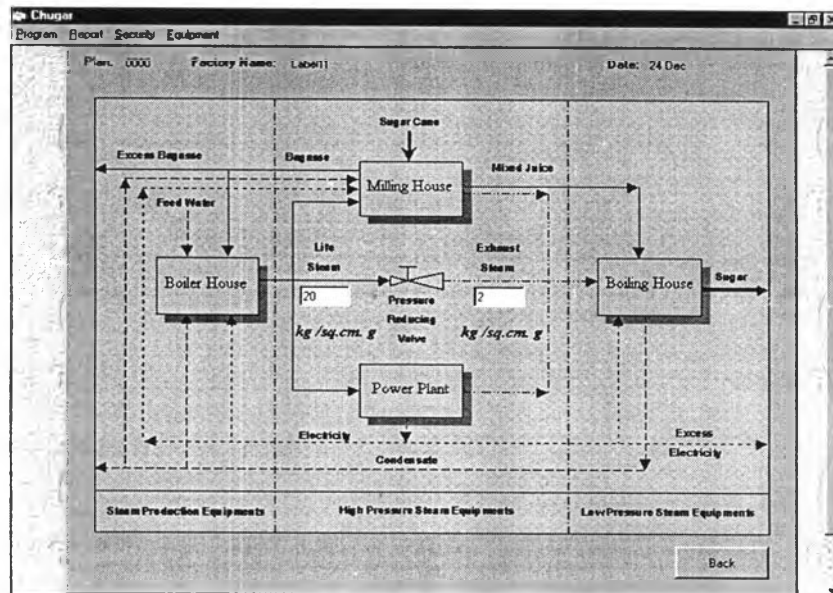 Chugar
Program Report Security Equipment
Plan: 0000 Factory Name: Label11 Date: 24 Dec
Sugar Cane
Excess Bagasse Bagasse Mixed Juice
Milling House
Feed Water
Life Exhaust
Steam Steam
Boiler House Boiling House Sugar
20 2
Pressure
Reducing
Valve
kg /sq.cm. g kg /sq.cm. g
Power Plant
Electricity Excess
Electricity
Condensate
Steam Production Equipments High Pressure Steam Equipments Low Pressure Steam Equipments
Back